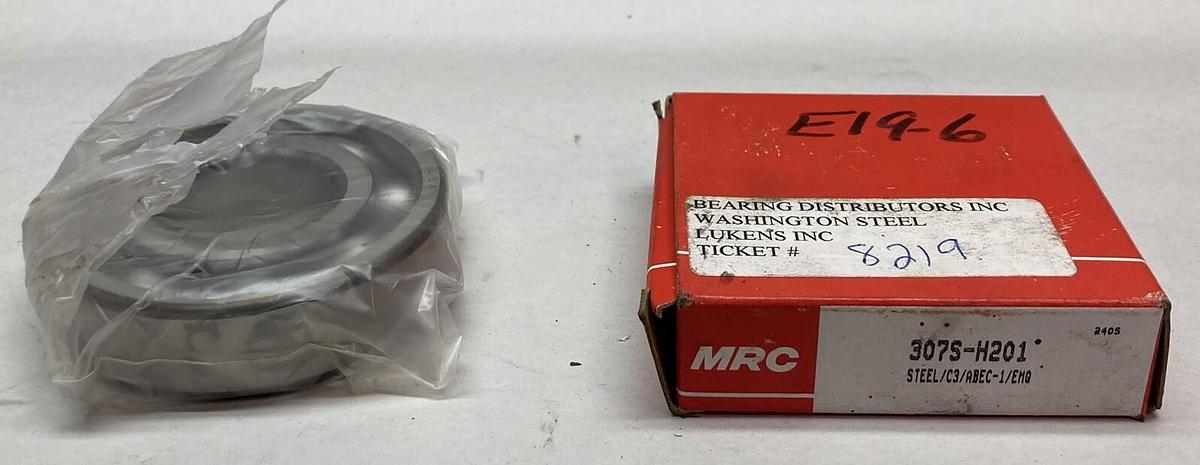 E19-6
BEARING DISTRIBUTORS INC
WASHINGTON STEEL
LUKENS INC
TICKET # 8219
2405
MRC
307S-H201
STEEL/C3/ABEC-1/EMQ